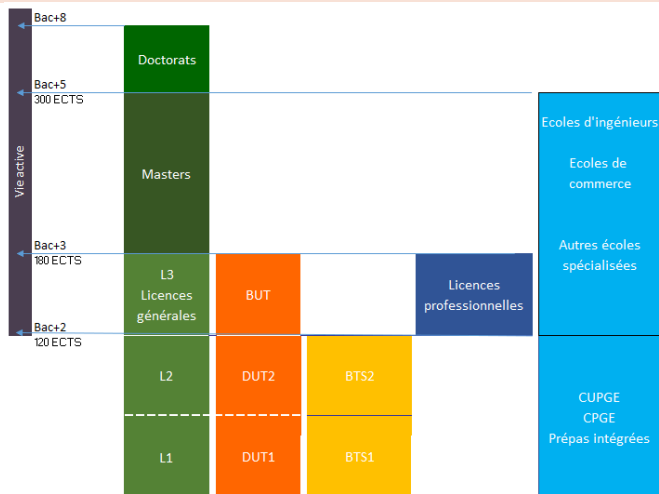 Bac+8
Doctorats
Bac+5
300 ECTS
Ecoles d'ingénieurs
Vie active
Masters
Ecoles de
commerce
Bac+3
180 ECTS
Autres écoles
spécialisées
L3
Licences
générales
BUT
Licences
professionnelles
Bac+2
120 ECTS
L2
DUT2
BTS2
CUPGE
CPGE
Prépas intégrées
L1
DUT1
BTS1